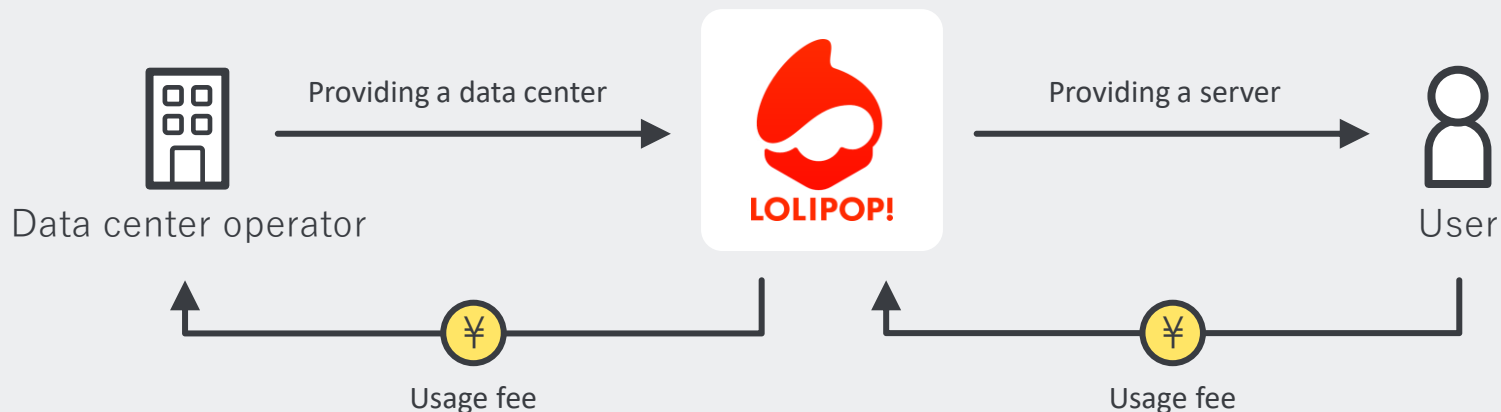 Providing a data center
Providing a server
LOLIPOP!
Data center operator
User
¥
¥
Usage fee
Usage fee